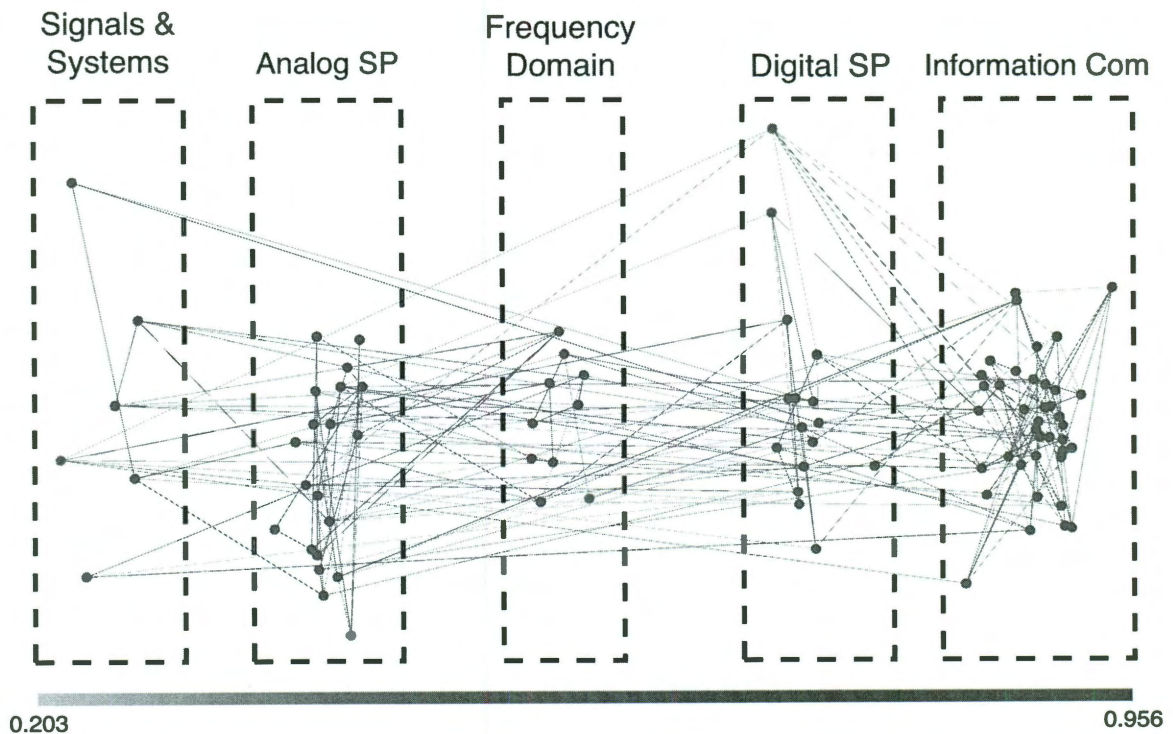 Signals &
Systems
Analog SP
Frequency
Domain
Digital SP
Information Com
0.203
0.956